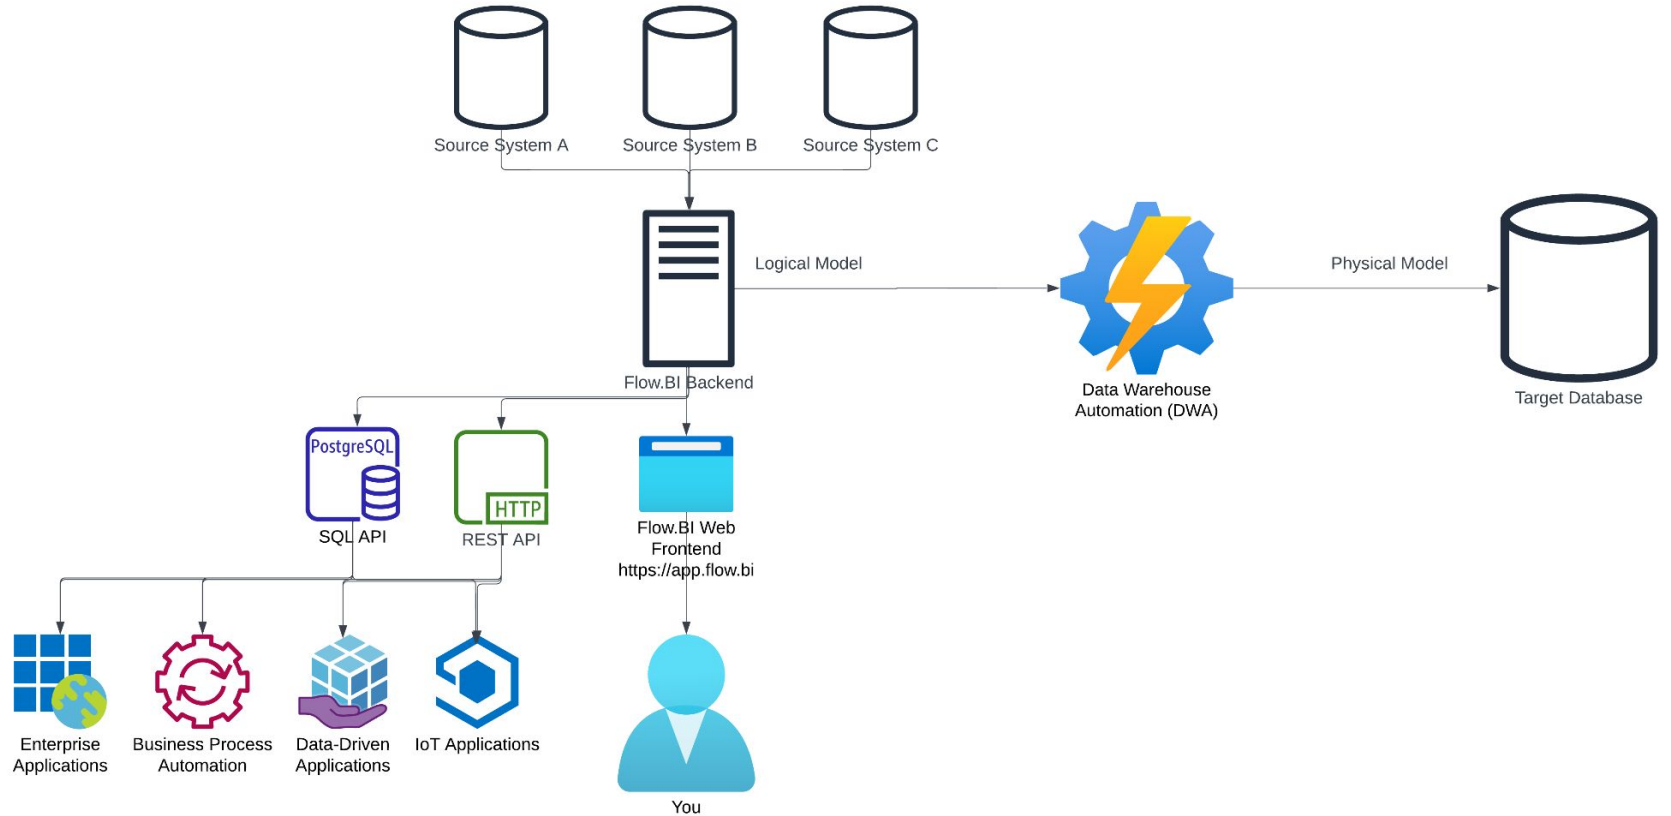 Source System A
Source System B
Source System C
Logical Model
Physical Model
Flow.BI Backend
Data Warehouse
Automation (DWA)
Target Database
PostgreSQL
HTTP
SQL API
REST API
Flow.BI Web
Frontend
https://app.flow.bi
Enterprise
Applications
Business Process
Automation
Data-Driven
Applications
IoT Applications
You